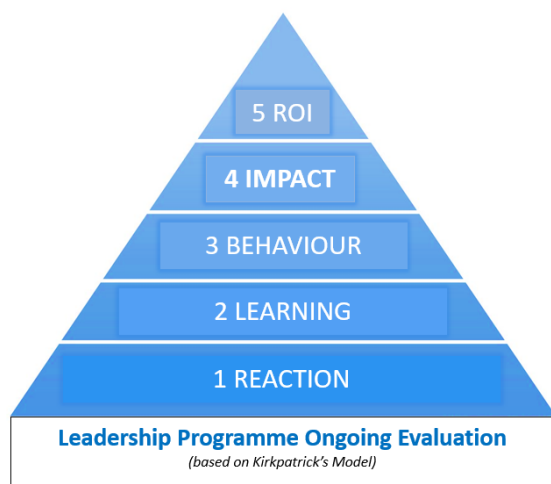 5 ROI
4 IMPACT
3 BEHAVIOUR
2 LEARNING
1 REACTION
Leadership Programme Ongoing Evaluation
(based on Kirkpatrick’s Model)